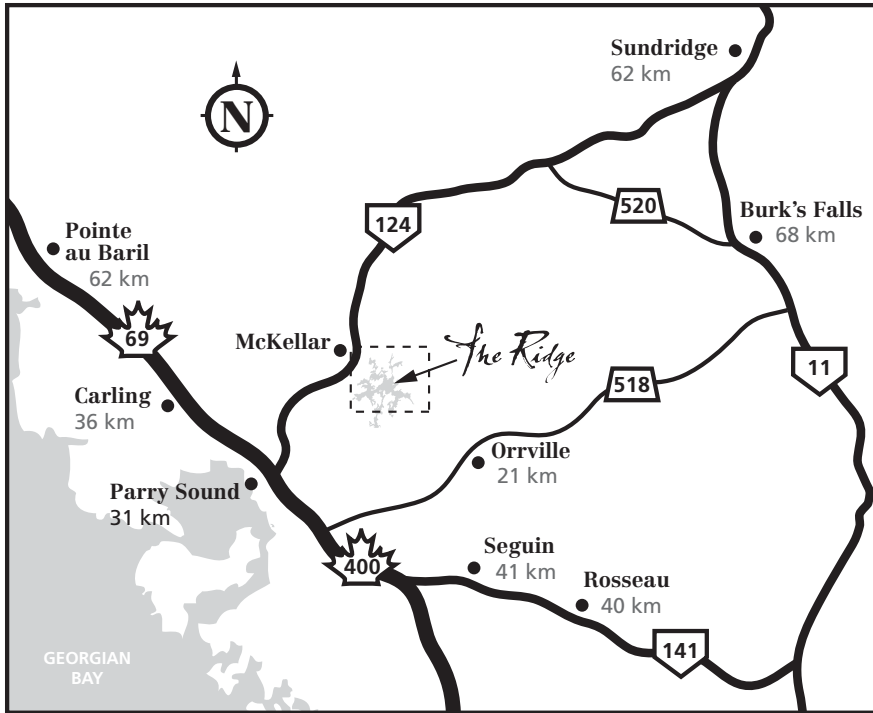 Sundridge
62 km
N
520
Burk's Falls
68 km
124
Pointe
au Baril
62 km
69
McKellar
The Ridge
11
518
Carling
36 km
Orrville
21 km
Parry Sound
31 km
400
Seguin
41 km
Rosseau
40 km
141
GEORGIAN
BAY